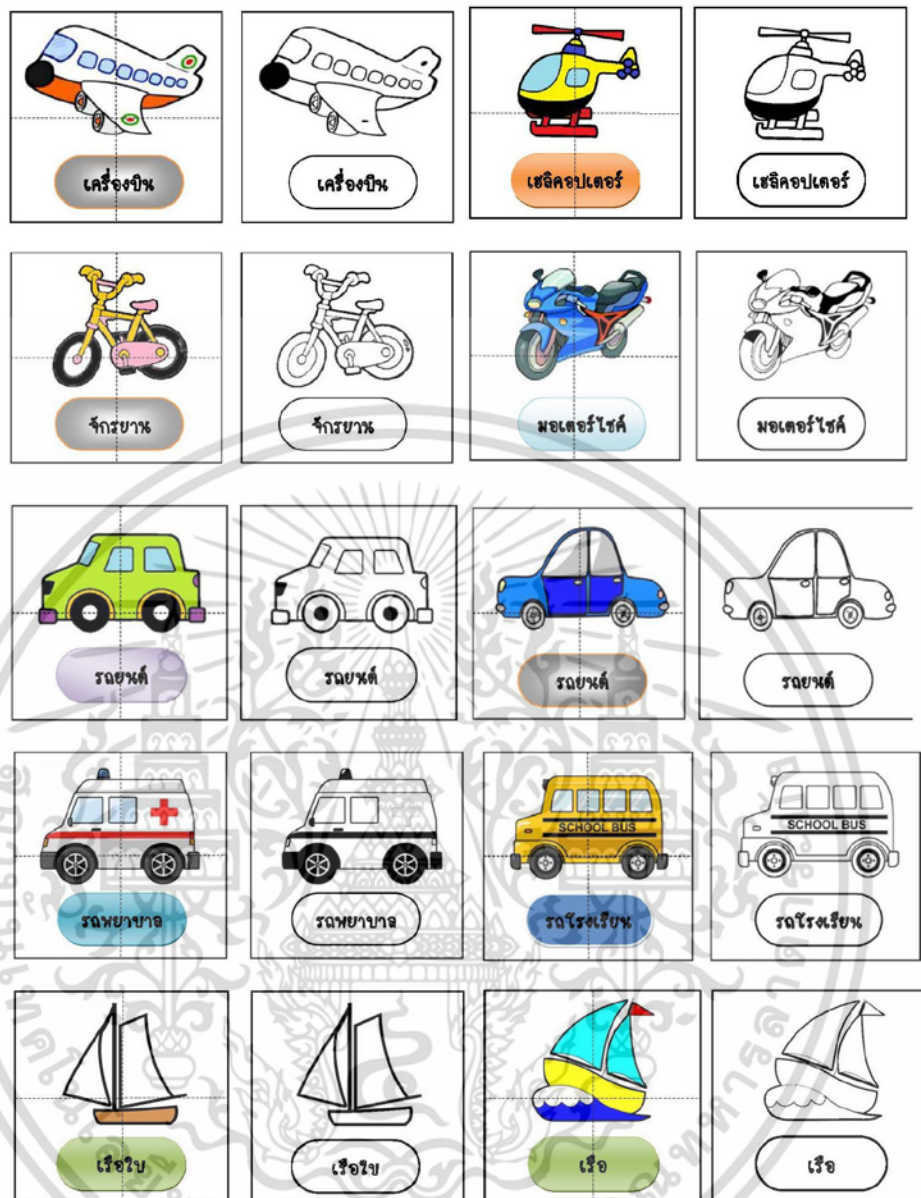 เครื่องบิน เครื่องบิน เฮลิคอปเตอร์ เฮลิคอปเตอร์
จักรยาน จักรยาน มอเตอร์ไซค์ มอเตอร์ไซค์
รถยนต์ รถยนต์ รถยนต์ รถยนต์
SCHOOL BUS SCHOOL BUS
รถพยาบาล รถพยาบาล รถโรงเรียน รถโรงเรียน
เรือใบ เรือใบ เรือ เรือ